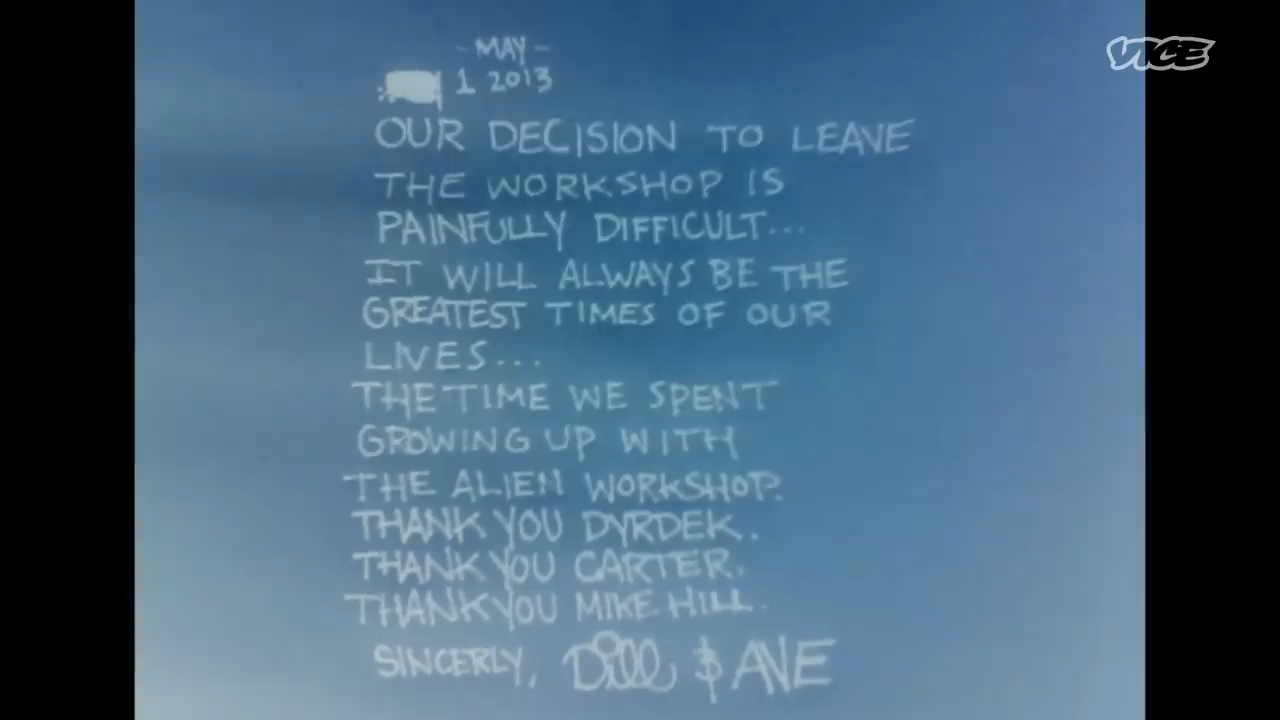 VICE
- MAY -
1 2013
OUR DECISION TO LEAVE
THE WORKSHOP IS
PAINFULLY DIFFICULT...
IT WILL ALWAYS BE THE
GREATEST TIMES OF OUR
LIVES...
THE TIME WE SPENT
GROWING UP WITH
THE ALIEN WORKSHOP.
THANK YOU DYRDEK.
THANK YOU CARTER.
THANK YOU MIKE HILL.
SINCERLY, Dill $ AVE